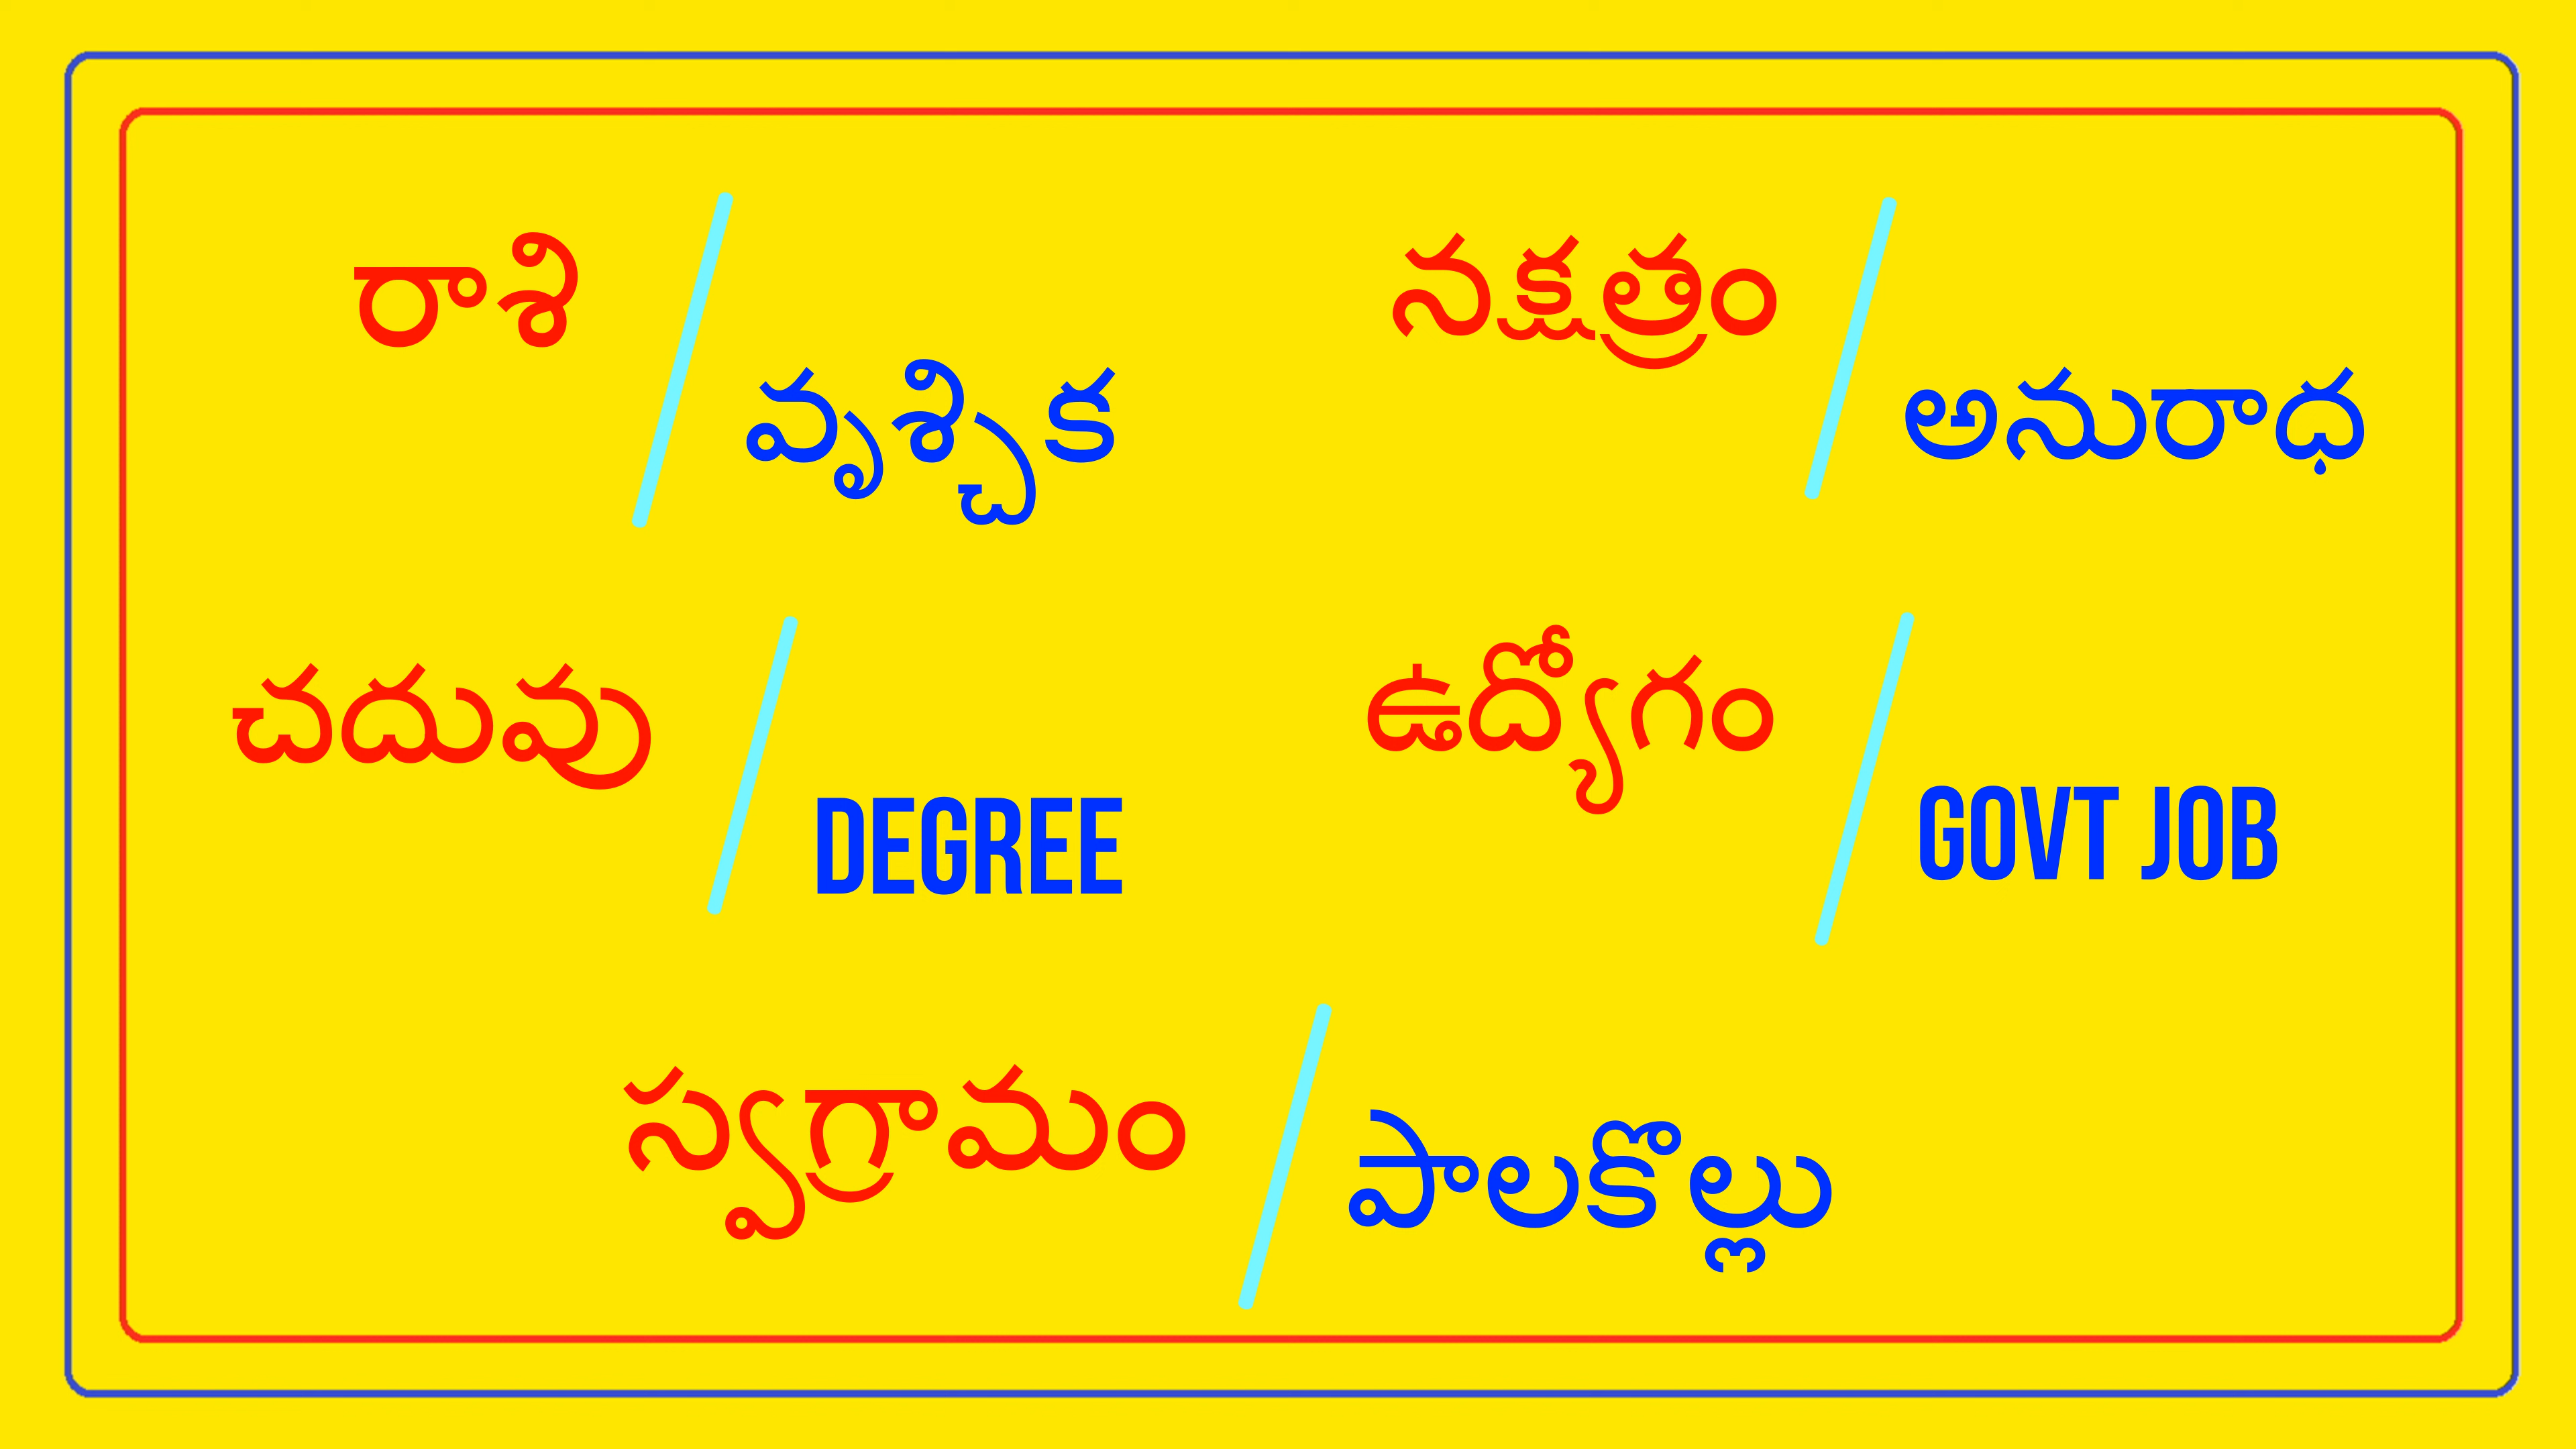 రాశి / వృశ్చిక
నక్షత్రం / అనురాధ
చదువు / DEGREE
ఉద్యోగం / GOVT JOB
స్వగ్రామం / పాలకొల్లు